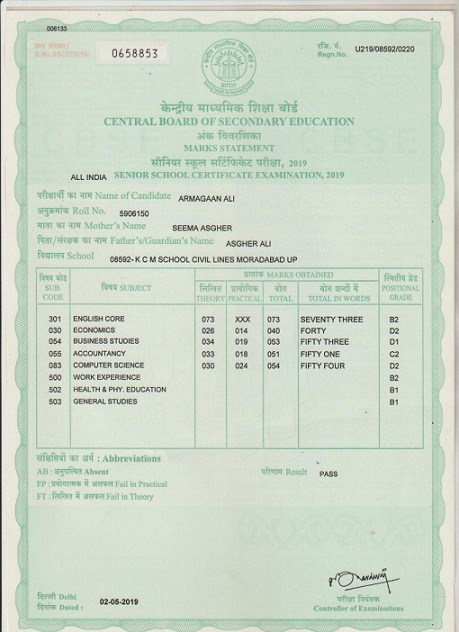 006133
क्रम संख्या/
S.No.SSC2/2019/
0658853
रजि. नं.
Regn.No.
U219/08592/0220
भारत
केन्द्रीय माध्यमिक शिक्षा बोर्ड
CENTRAL BOARD OF SECONDARY EDUCATION
अंक विवरणिका
MARKS STATEMENT
सीनियर स्कूल सर्टिफिकेट परीक्षा, 2019
ALL INDIA SENIOR SCHOOL CERTIFICATE EXAMINATION, 2019
परीक्षार्थी का नाम Name of Candidate ARMAGAAN ALI
अनुक्रमांक Roll No. 5906150
माता का नाम Mother's Name SEEMA ASGHER
पिता/संरक्षक का नाम Father's/Guardian's Name ASGHER ALI
विद्यालय School 08592- K C M SCHOOL CIVIL LINES MORADABAD UP
प्राप्तांक MARKS OBTAINED
विषय कोड विषय SUBJECT लिखित प्रायोगिक योग योग शब्दों में स्थितीय ग्रेड
SUB. CODE THEORY PRACTICAL TOTAL TOTAL IN WORDS POSITIONAL GRADE
301 ENGLISH CORE 073 XXX 073 SEVENTY THREE B2
030 ECONOMICS 026 014 040 FORTY D2
054 BUSINESS STUDIES 034 019 053 FIFTY THREE D1
055 ACCOUNTANCY 033 018 051 FIFTY ONE C2
083 COMPUTER SCIENCE 030 024 054 FIFTY FOUR D2
500 WORK EXPERIENCE B2
502 HEALTH & PHY. EDUCATION B1
503 GENERAL STUDIES B1
संक्षिप्तियों का अर्थ : Abbreviations
AB : अनुपस्थित Absent
परिणाम Result PASS
FP : प्रयोगात्मक में असफल Fail in Practical
FT : लिखित में असफल Fail in Theory
दिल्ली Delhi
दिनांक Dated : 02-05-2019
परीक्षा नियंत्रक
Controller of Examinations